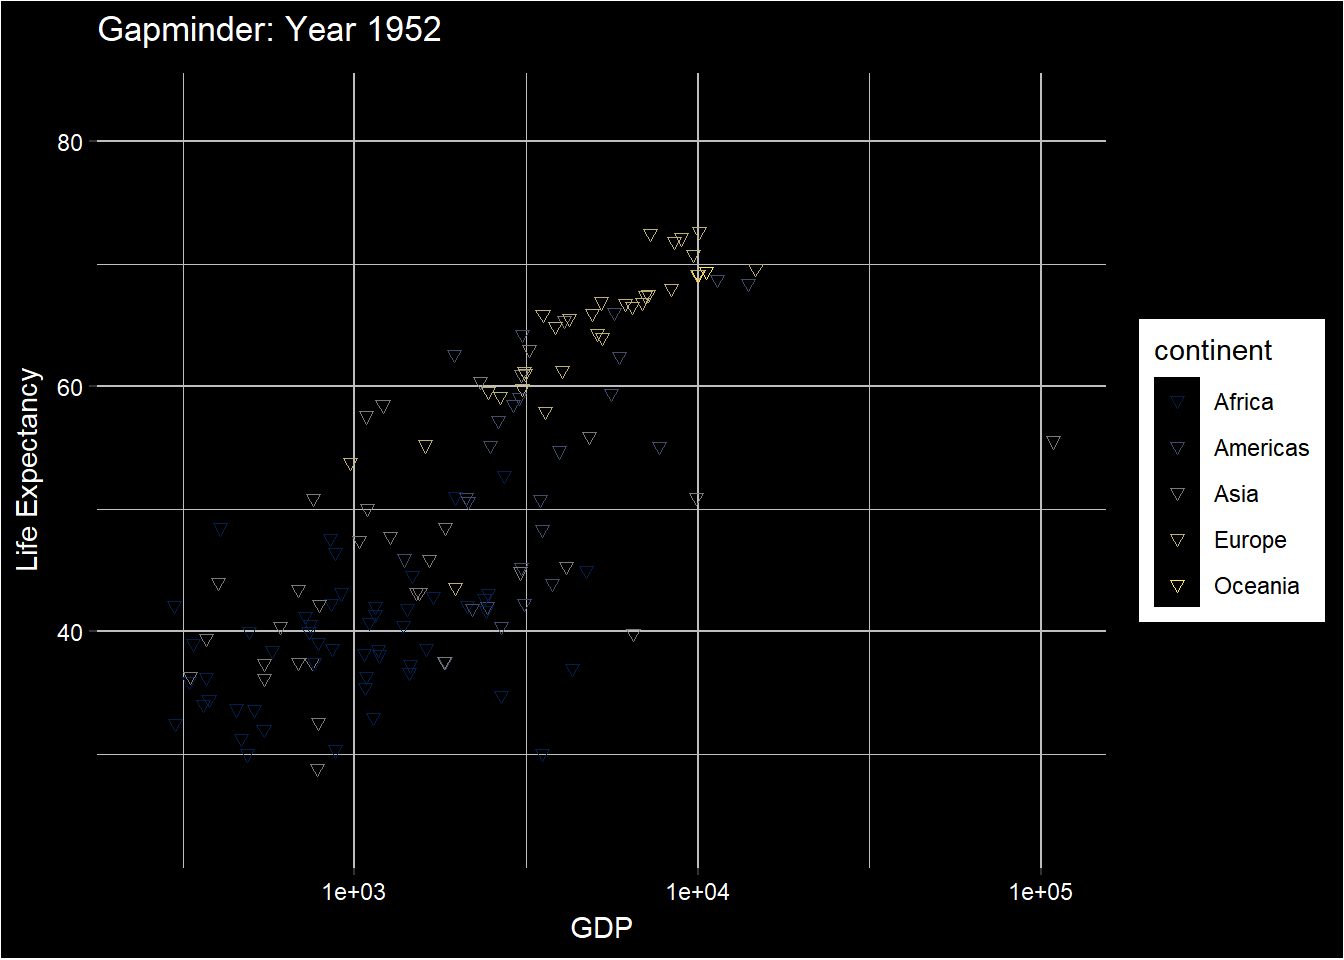 Gapminder: Year 1952
Life Expectancy
80
60
40
1e+03
1e+04
1e+05
GDP
continent
Africa
Americas
Asia
Europe
Oceania